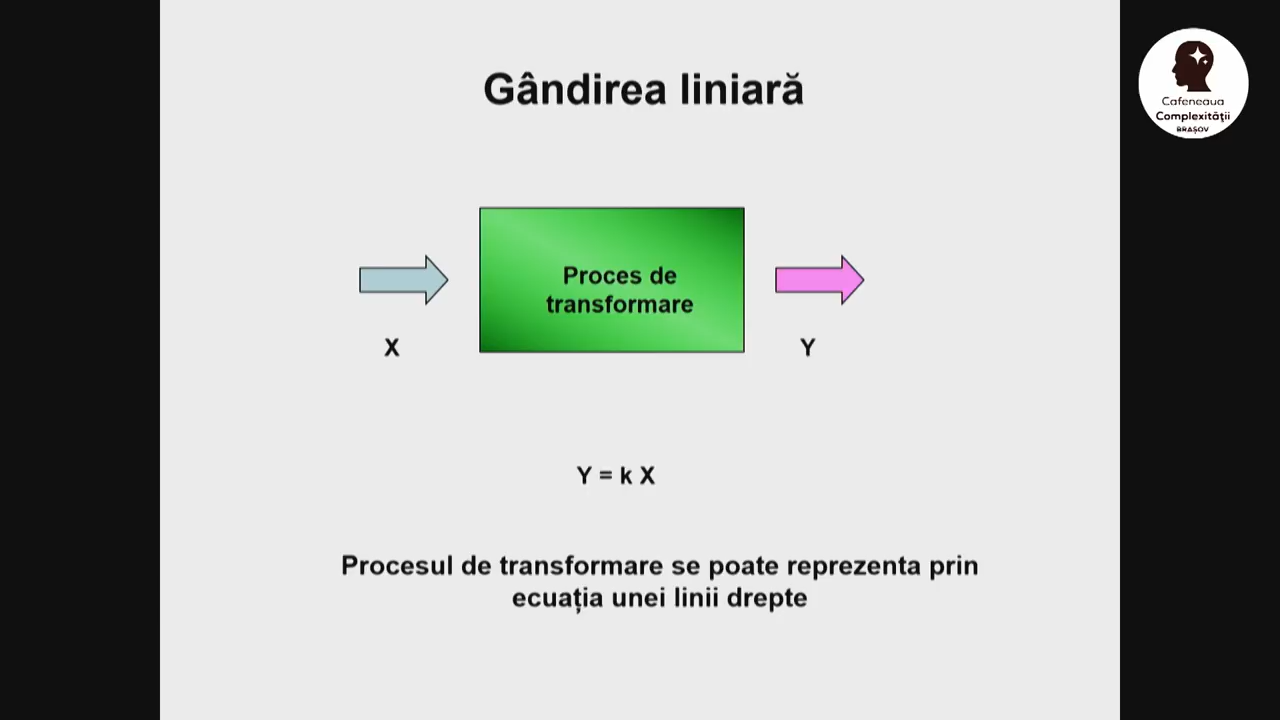 Gândirea liniară
Cafeneaua
Complexității
BRAȘOV
Proces de
transformare
X
Y
Y = k X
Procesul de transformare se poate reprezenta prin
ecuația unei linii drepte